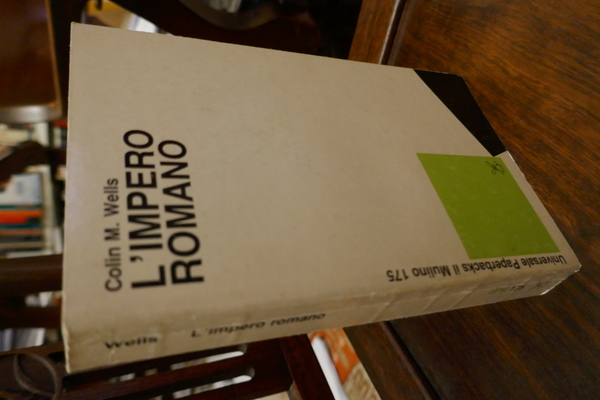 Colin M. Wells
L'IMPERO
ROMANO
Universale Paperbacks il Mulino 175
Wells L'impero romano